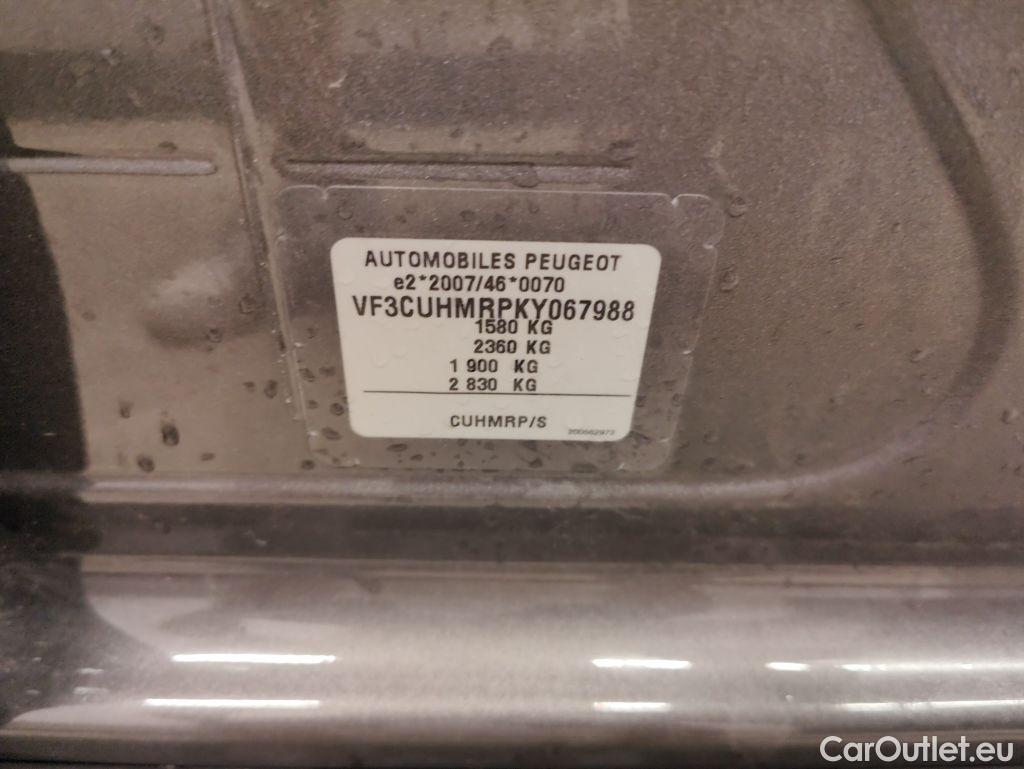 AUTOMOBILES PEUGEOT
e2*2007/46*0070
VF3CUHMRPKY067988
1580 KG
2360 KG
1 900 KG
2 830 KG
CUHMRP/S
200562972
CarOutlet.eu